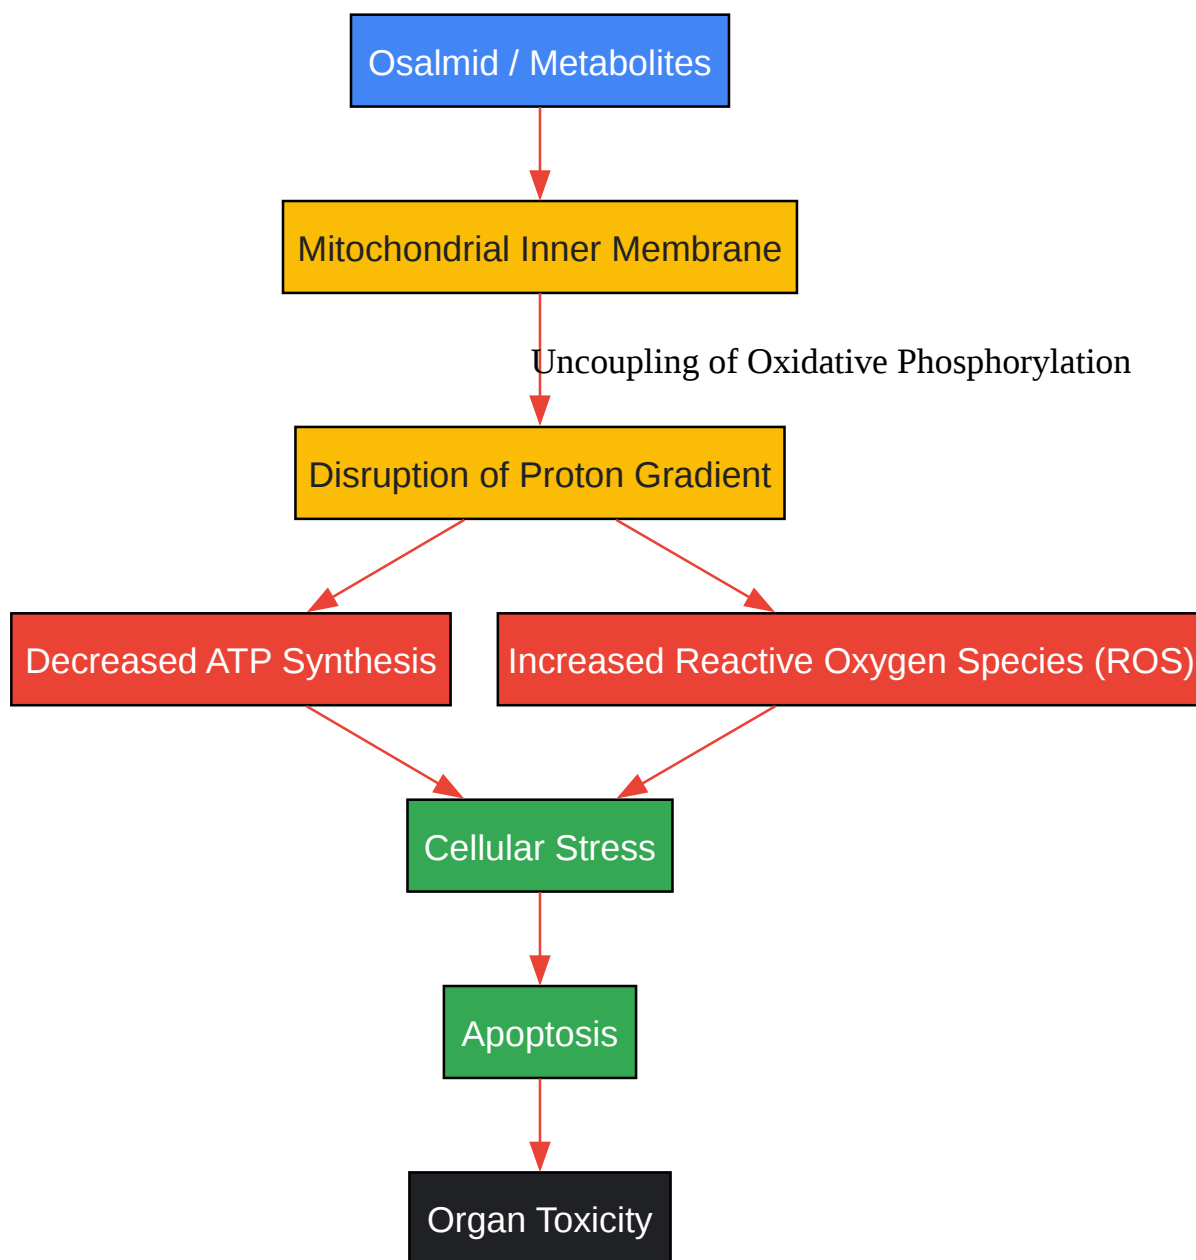 Osalmid / Metabolites
Mitochondrial Inner Membrane
Uncoupling of Oxidative Phosphorylation
Disruption of Proton Gradient
Decreased ATP Synthesis
Increased Reactive Oxygen Species (ROS)
Cellular Stress
Apoptosis
Organ Toxicity